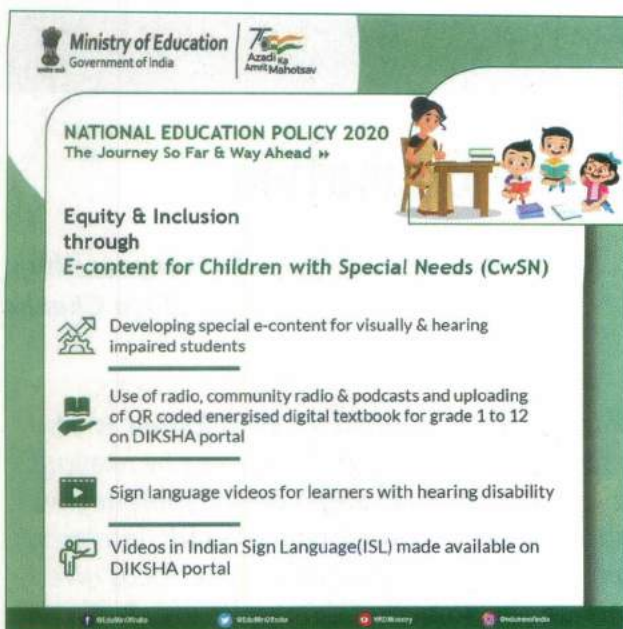 Ministry of Education
Government of India
Azadi Ka
Amrit Mahotsav
NATIONAL EDUCATION POLICY 2020
The Journey So Far & Way Ahead »
Equity & Inclusion
through
E-content for Children with Special Needs (CwSN)
Developing special e-content for visually & hearing
impaired students
Use of radio, community radio & podcasts and uploading
of QR coded energised digital textbook for grade 1 to 12
on DIKSHA portal
Sign language videos for learners with hearing disability
Videos in Indian Sign Language(ISL) made available on
DIKSHA portal
@EduMinOfIndia
@EduMinOfIndia